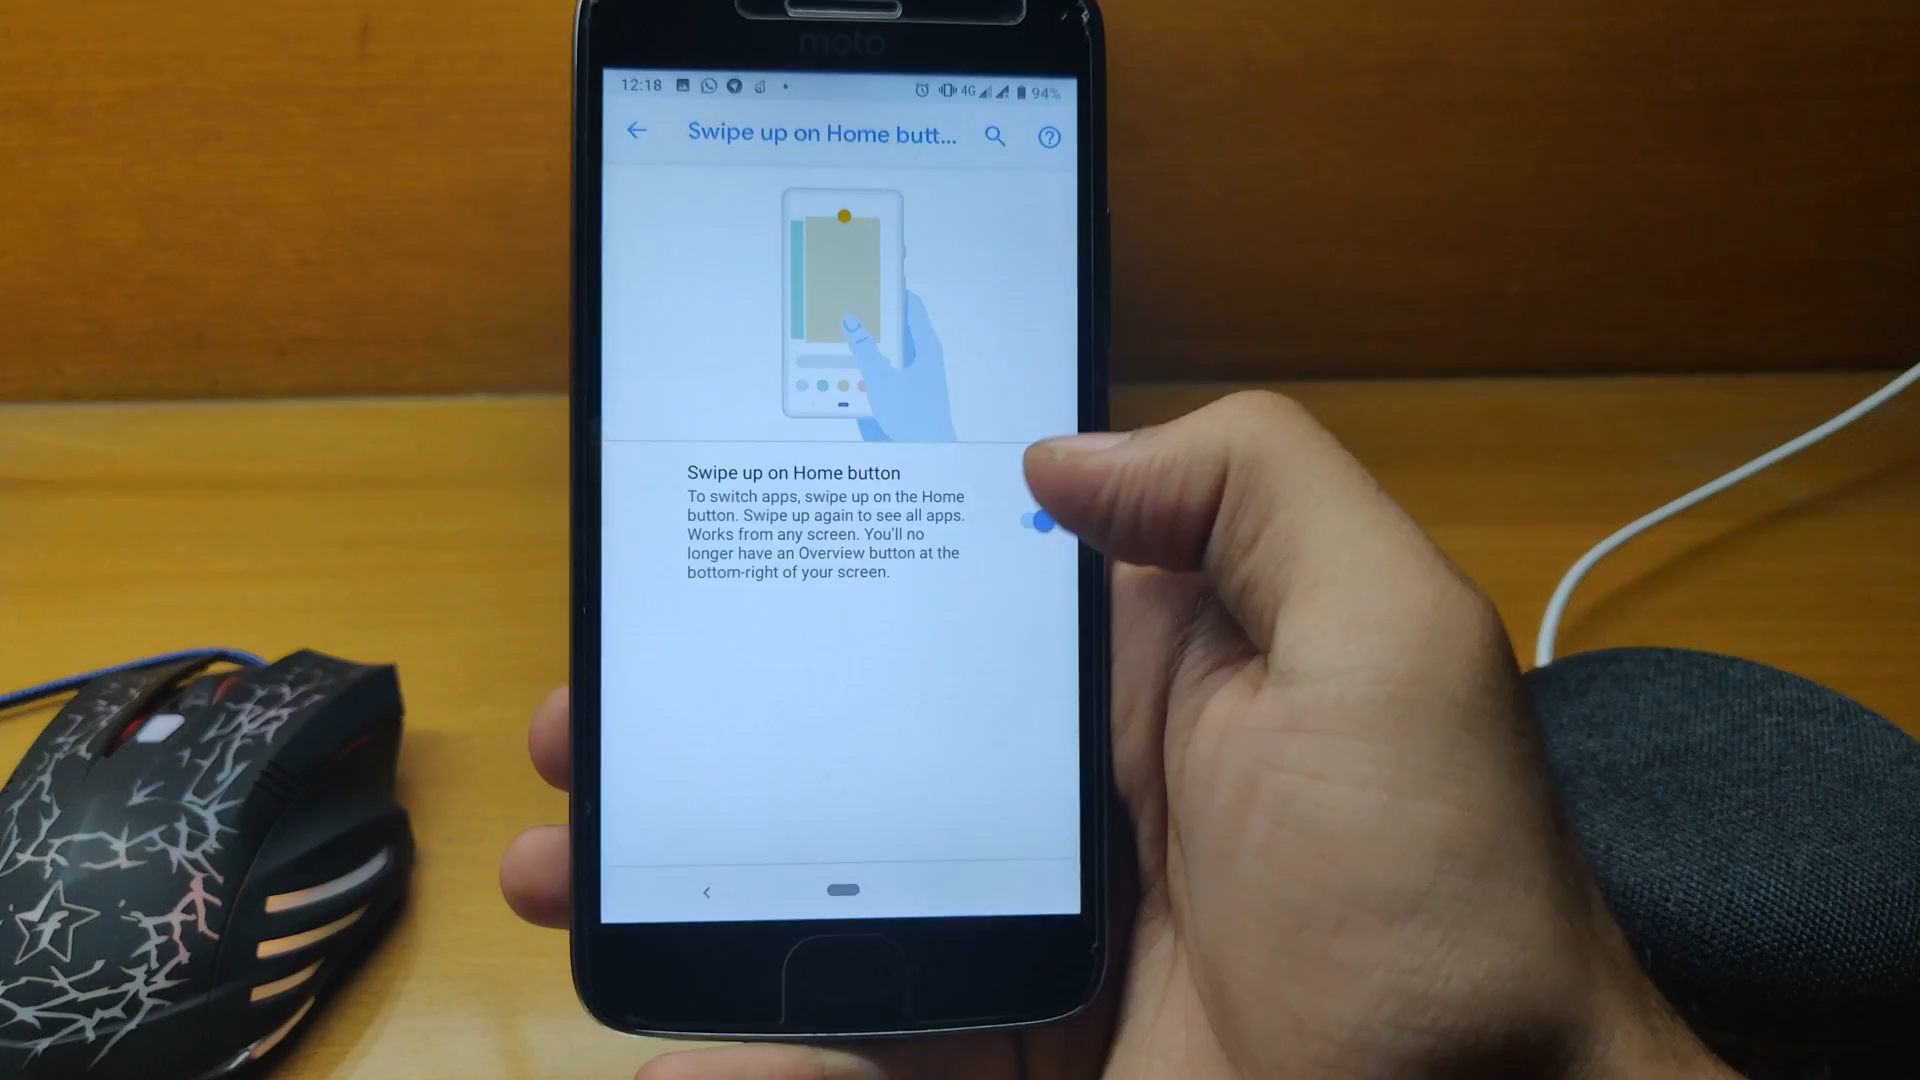 moto
12:18
4G
94%
Swipe up on Home butt...
Swipe up on Home button
To switch apps, swipe up on the Home
button. Swipe up again to see all apps.
Works from any screen. You'll no
longer have an Overview button at the
bottom-right of your screen.